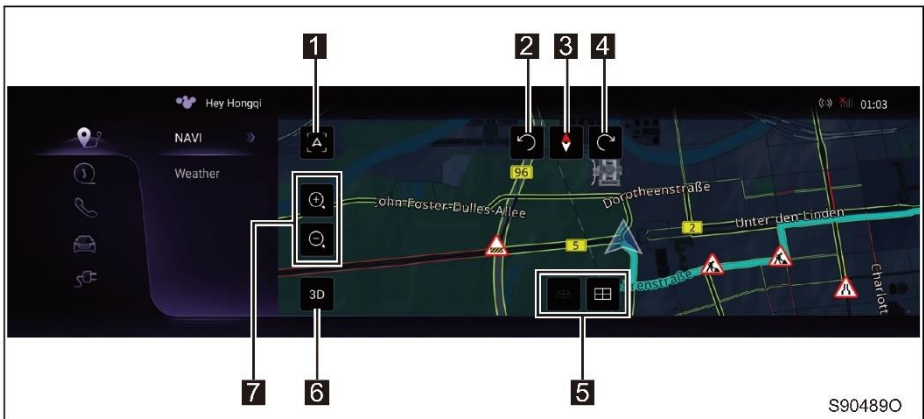 1
2
3
4
Hey Hongqi
01:03
NAVI
Weather
96
John-Foster-Dulles-Allee
Dorotheenstraße
Unter den Linden
2
5
3D
renstraße
Charlott
7
6
5
S90489O